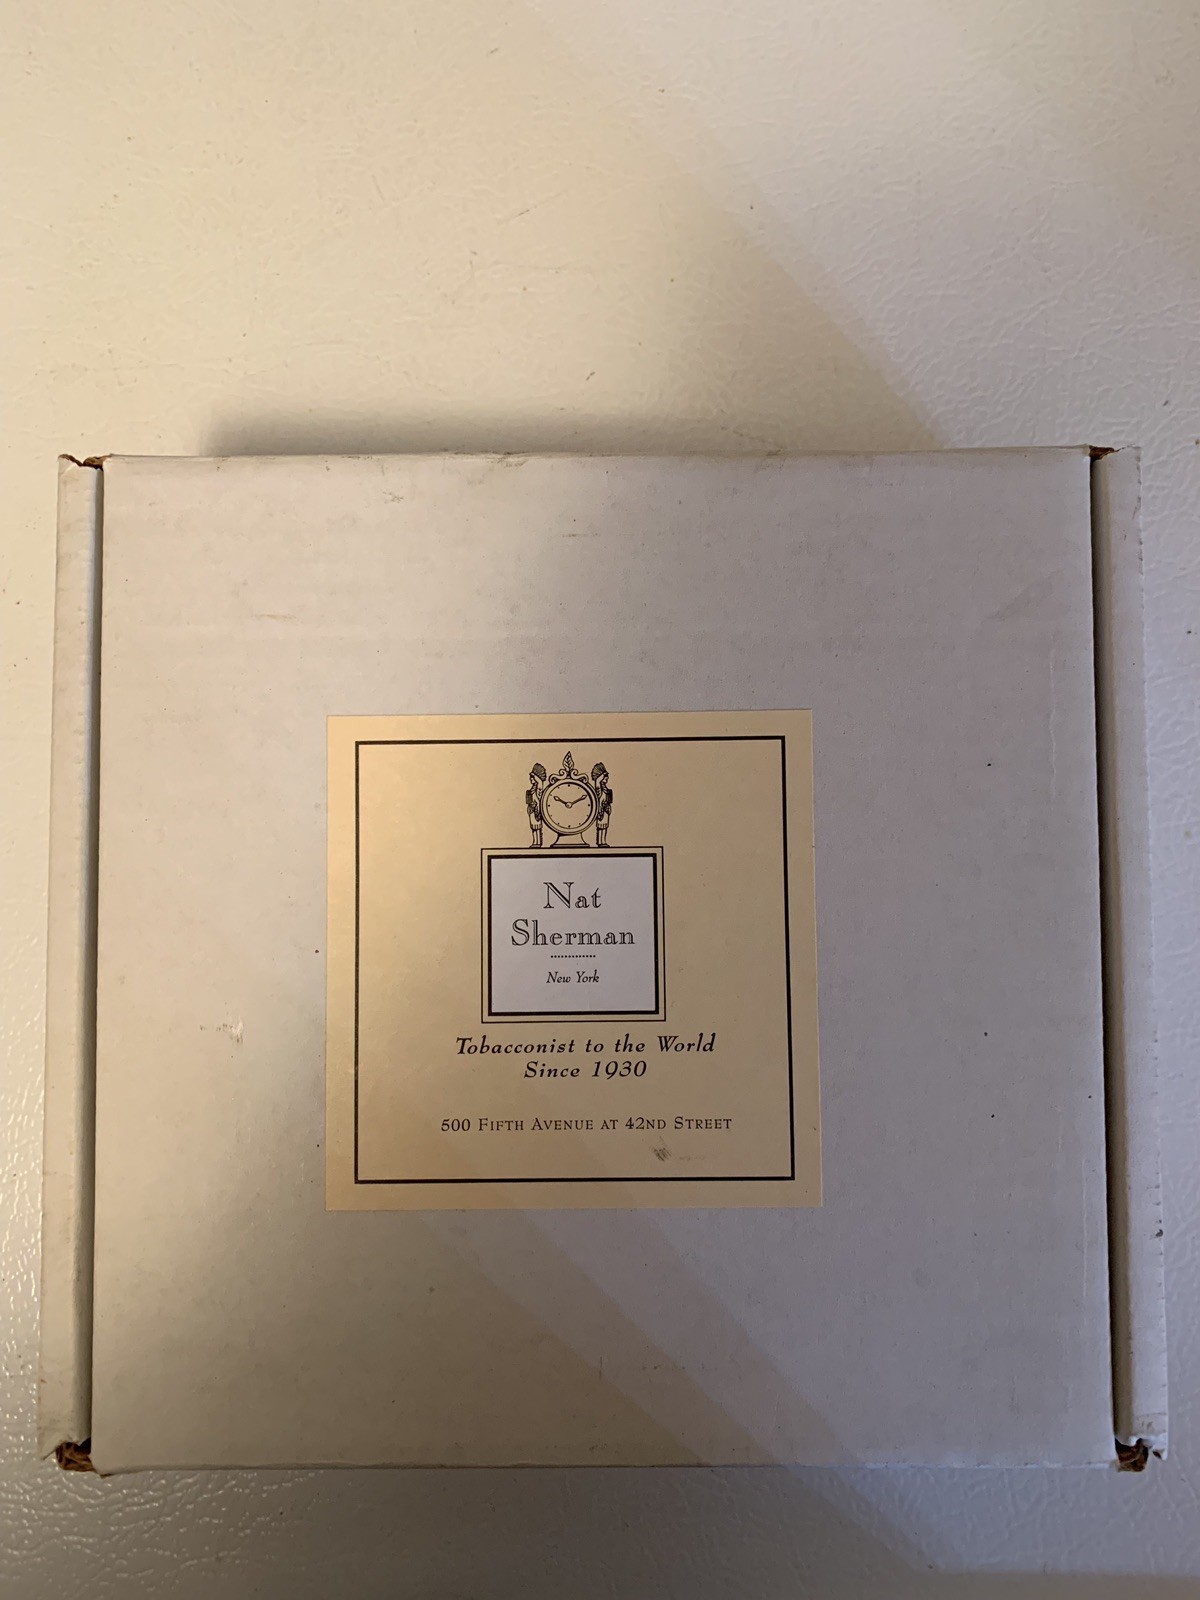 Nat
Sherman
New York
Tobacconist to the World
Since 1930
500 Fifth Avenue at 42nd Street